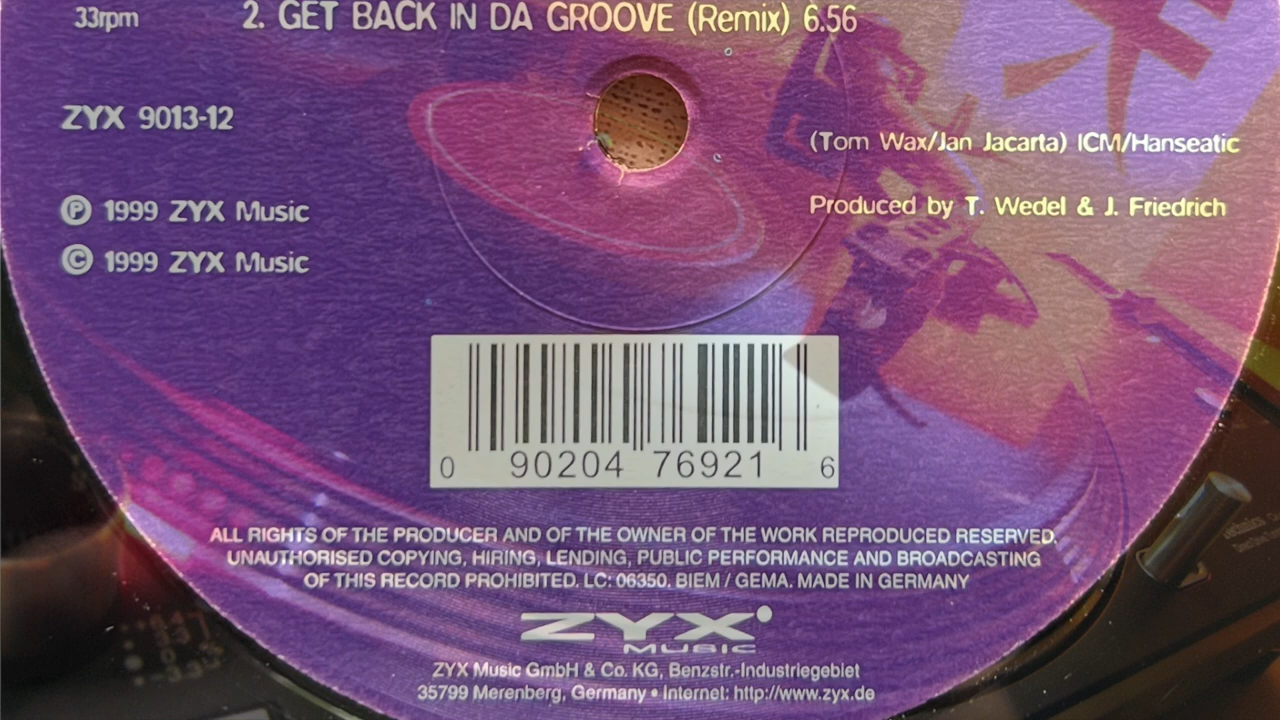 33rpm 2. GET BACK IN DA GROOVE (Remix) 6.56
ZYX 9013-12
(Tom Wax/Jan Jacarta) ICM/Hanseatic
Ⓟ 1999 ZYX Music
Produced by T. Wedel & J. Friedrich
© 1999 ZYX Music
0 90204 76921 6
ALL RIGHTS OF THE PRODUCER AND OF THE OWNER OF THE WORK REPRODUCED RESERVED.
UNAUTHORISED COPYING, HIRING, LENDING, PUBLIC PERFORMANCE AND BROADCASTING
OF THIS RECORD PROHIBITED. LC: 06350. BIEM / GEMA. MADE IN GERMANY
ZYX
MUSIC
ZYX Music GmbH & Co. KG, Benzstr.-Industriegebiet
35799 Merenberg, Germany • Internet: http://www.zyx.de